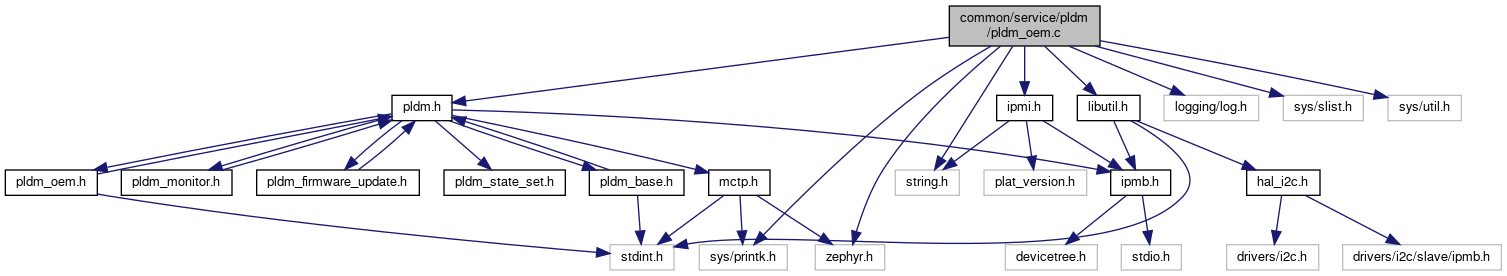 common/service/pldm
/pldm_oem.c
pldm.h
ipmi.h
libutil.h
logging/log.h
sys/slist.h
sys/util.h
pldm_oem.h
pldm_monitor.h
pldm_firmware_update.h
pldm_state_set.h
pldm_base.h
mctp.h
string.h
plat_version.h
ipmb.h
hal_i2c.h
stdint.h
sys/printk.h
zephyr.h
devicetree.h
stdio.h
drivers/i2c.h
drivers/i2c/slave/ipmb.h